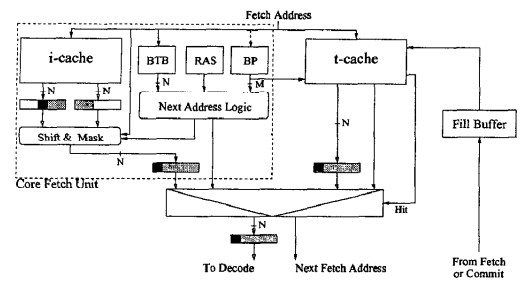 Fetch Address
i-cache
BTB
RAS
BP
t-cache
N
N
N
M
Next Address Logic
Shift & Mask
N
N
Fill Buffer
Core Fetch Unit
Hit
N
To Decode
Next Fetch Address
From Fetch
or Commit